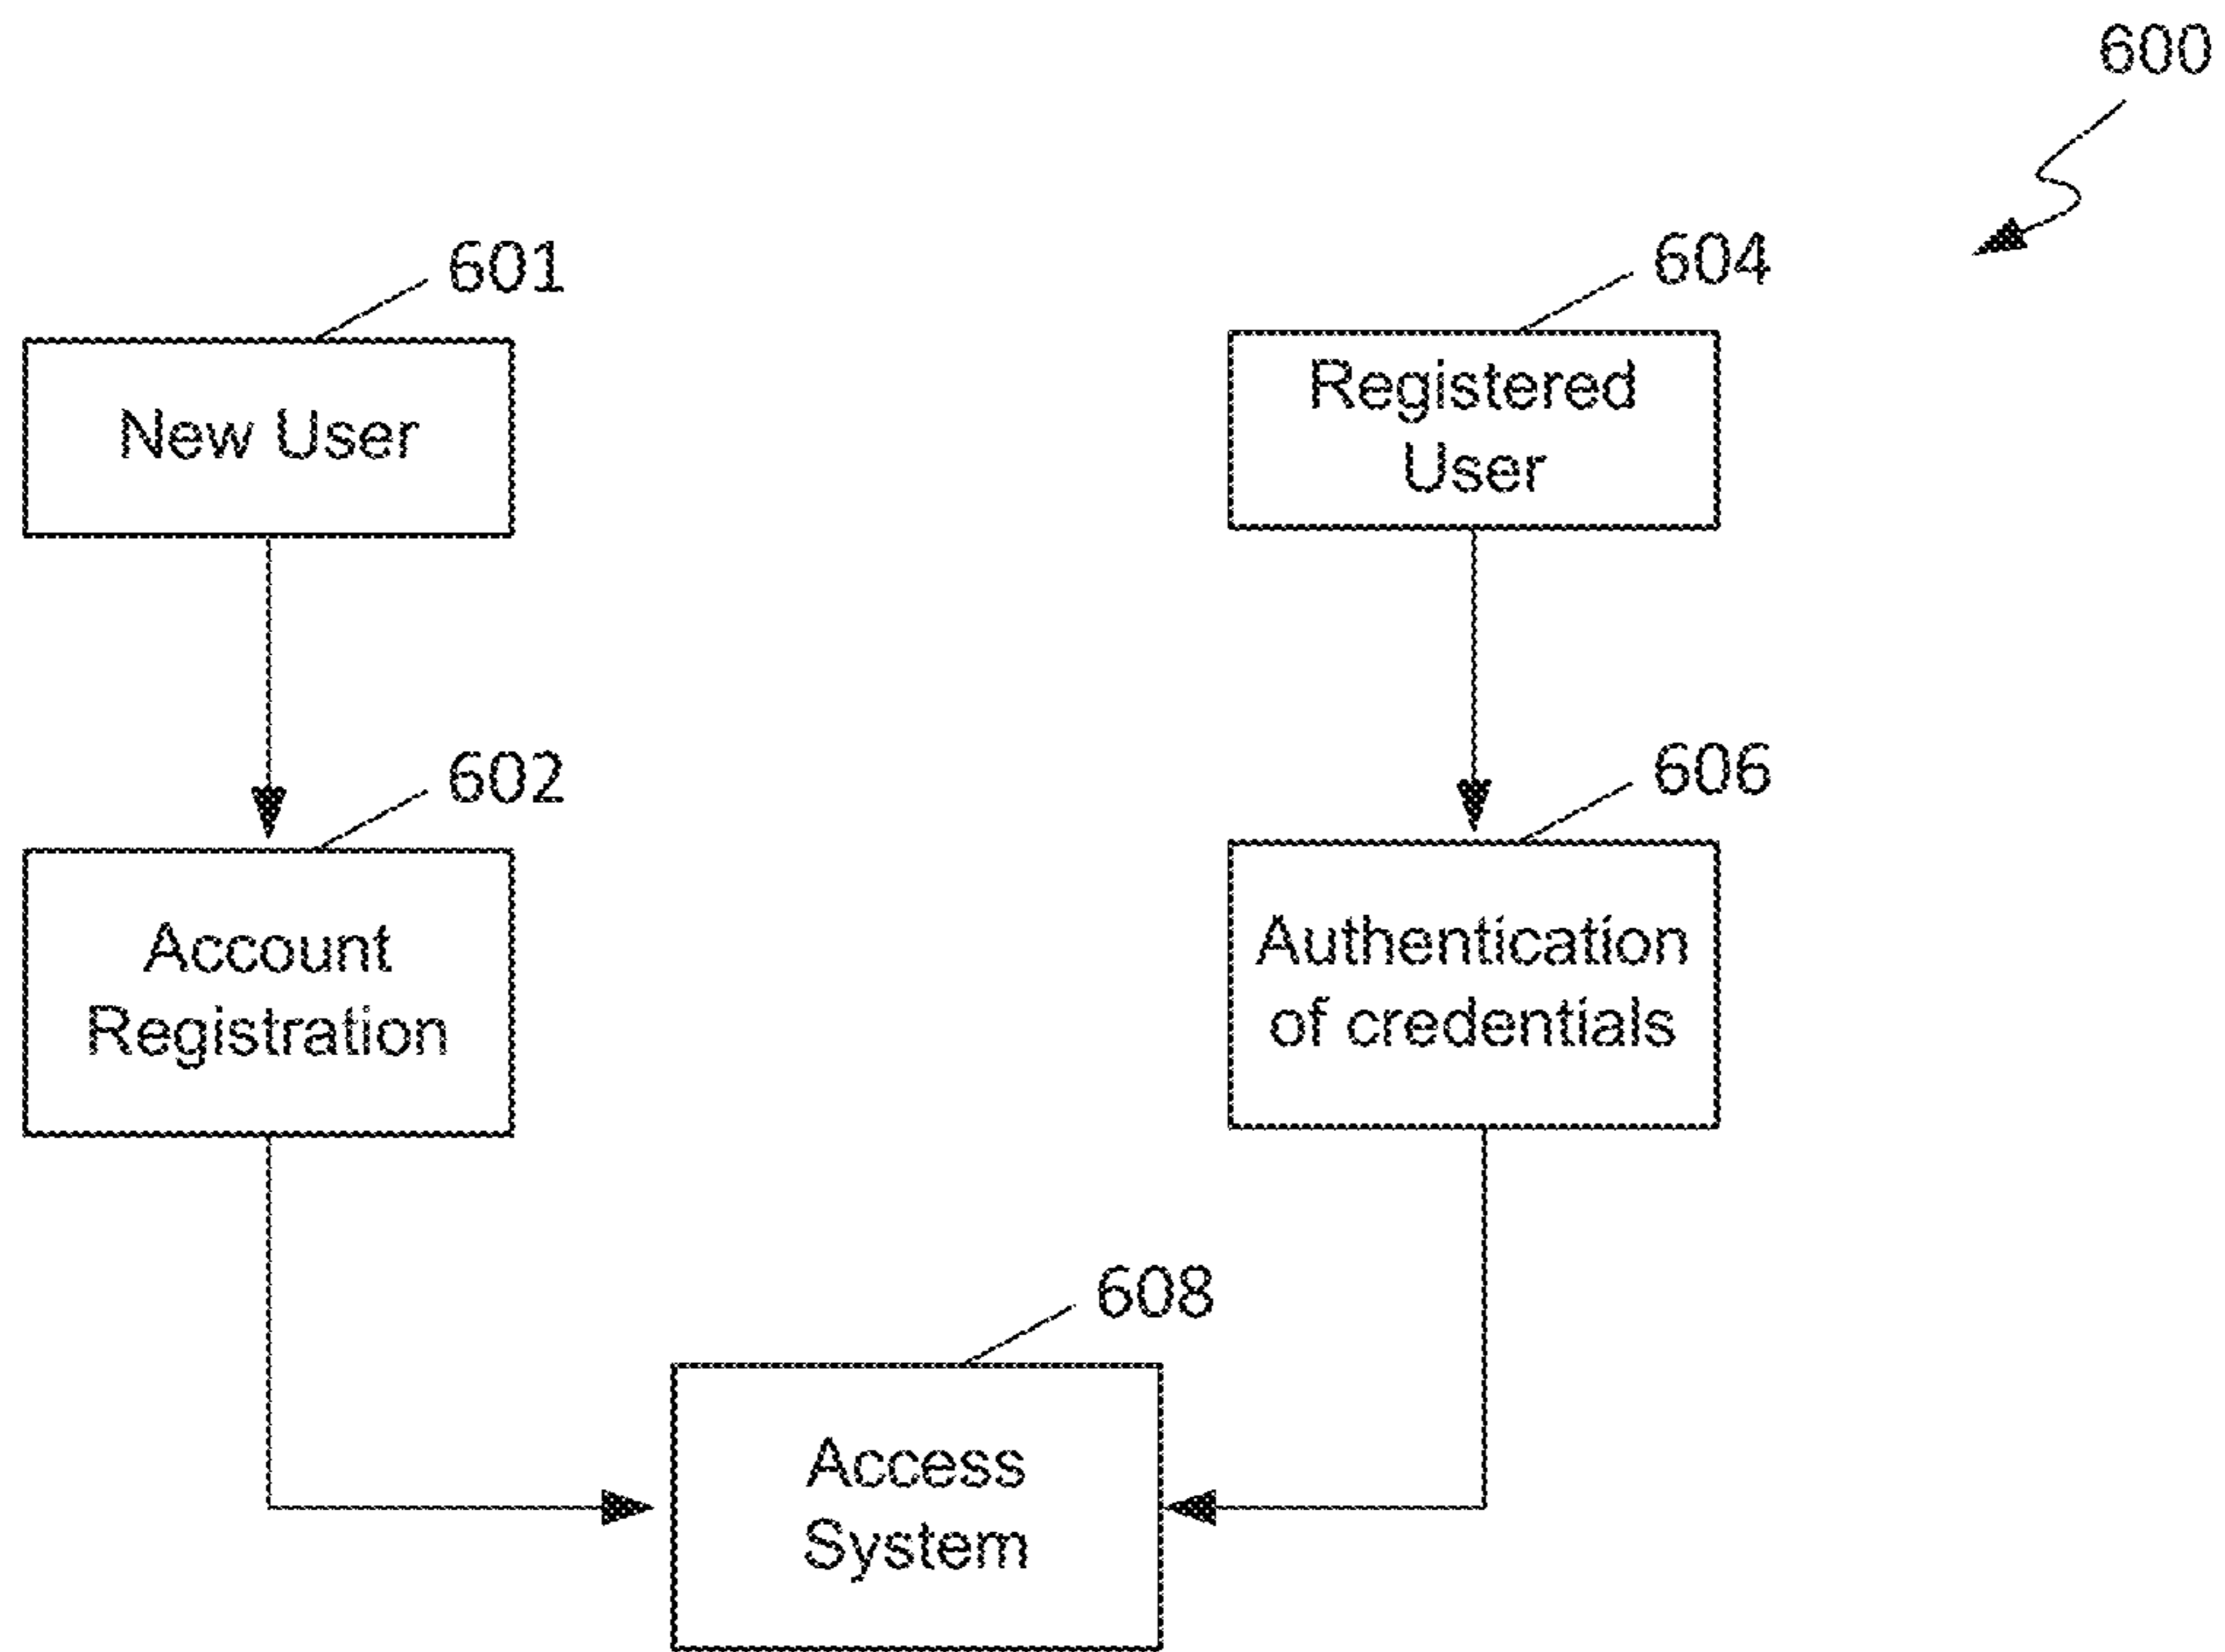 600
601
604
New User
Registered
User
602
606
Account
Registration
Authentication
of credentials
608
Access
System